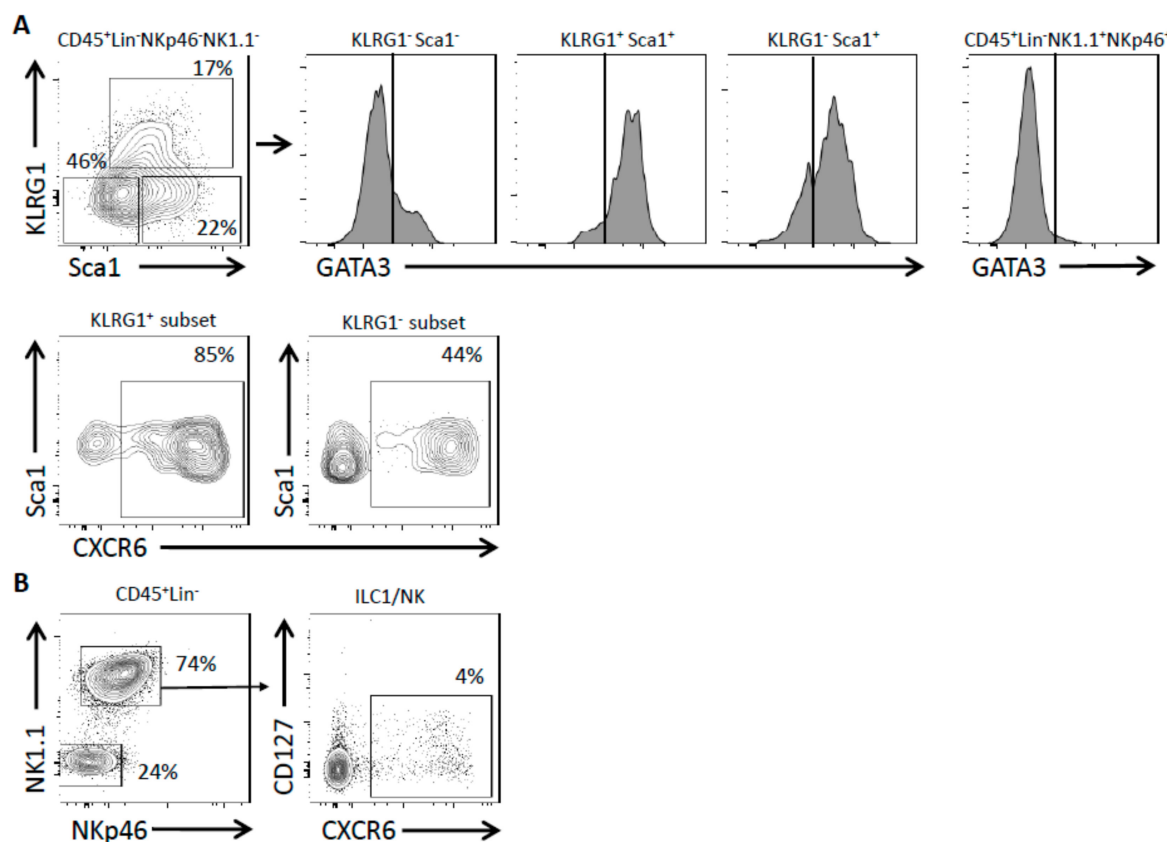 A
CD45⁺Lin⁻NKp46⁻NK1.1⁻
KLRG1⁻ Sca1⁻
KLRG1⁺ Sca1⁺
KLRG1⁻ Sca1⁺
CD45⁺Lin⁻NK1.1⁺NKp46⁺
17%
46%
22%
KLRG1
Sca1
GATA3
GATA3
KLRG1⁺ subset
KLRG1⁻ subset
85%
44%
Sca1
Sca1
CXCR6
B
CD45⁺Lin⁻
ILC1/NK
74%
4%
24%
NK1.1
CD127
NKp46
CXCR6